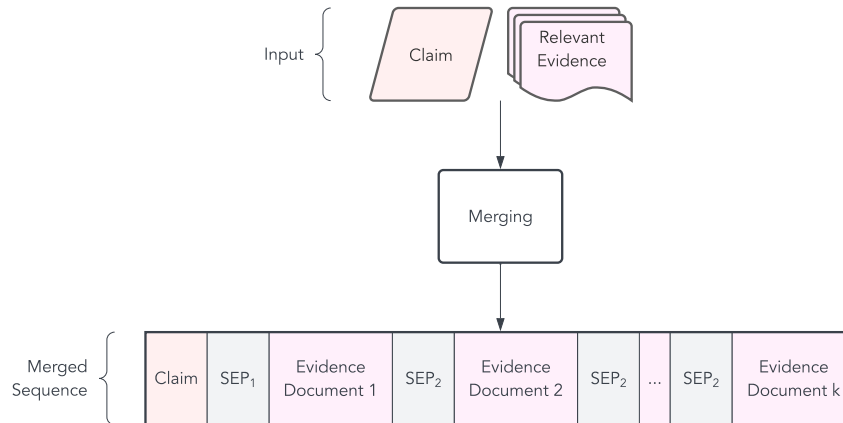 Input
Claim
Relevant
Evidence
Merging
Merged
Sequence
Claim
SEP₁
Evidence
Document 1
SEP₂
Evidence
Document 2
SEP₂
...
SEP₂
Evidence
Document k